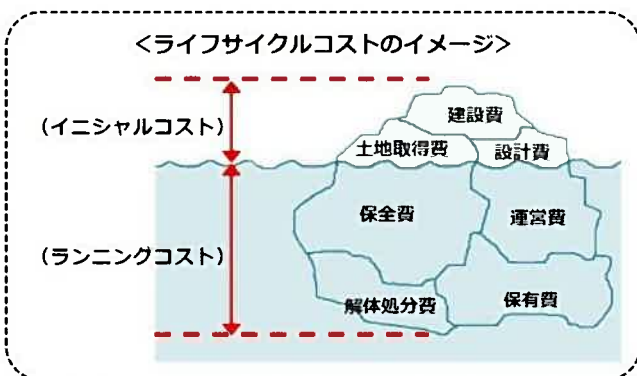 <ライフサイクルコストのイメージ>
建設費
(イニシャルコスト)
土地取得費
設計費
保全費
運営費
(ランニングコスト)
解体処分費
保有費